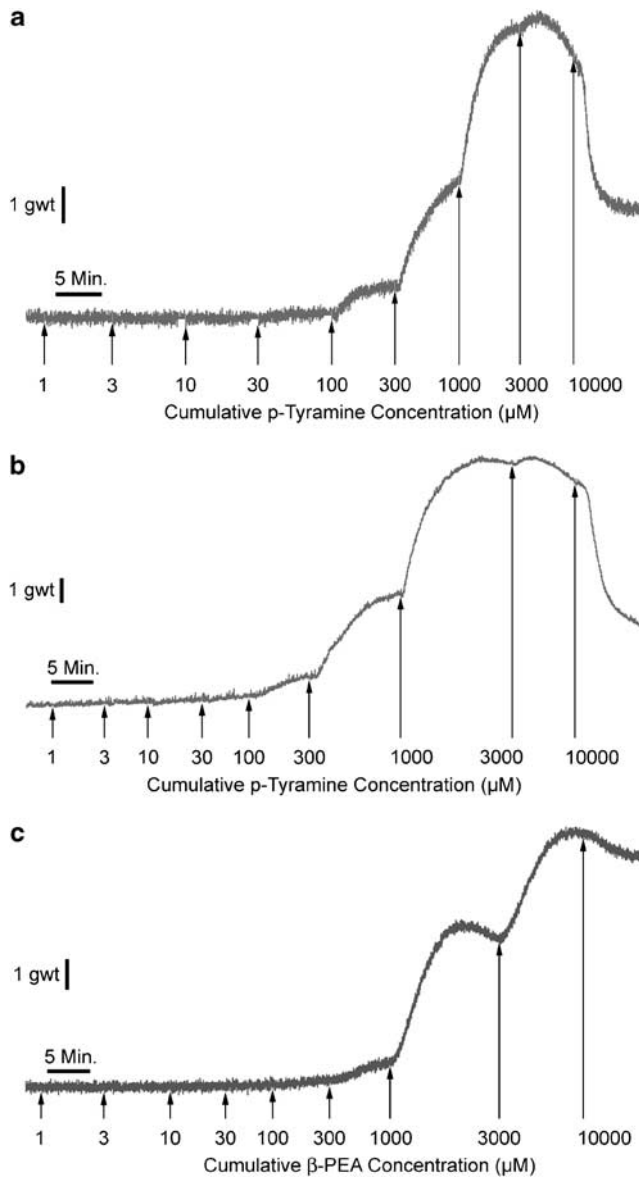 a
1 gwt
5 Min.
1 3 10 30 100 300 1000 3000 10000
Cumulative p-Tyramine Concentration (µM)
b
1 gwt
5 Min.
1 3 10 30 100 300 1000 3000 10000
Cumulative p-Tyramine Concentration (µM)
c
1 gwt
5 Min.
1 3 10 30 100 300 1000 3000 10000
Cumulative β-PEA Concentration (µM)